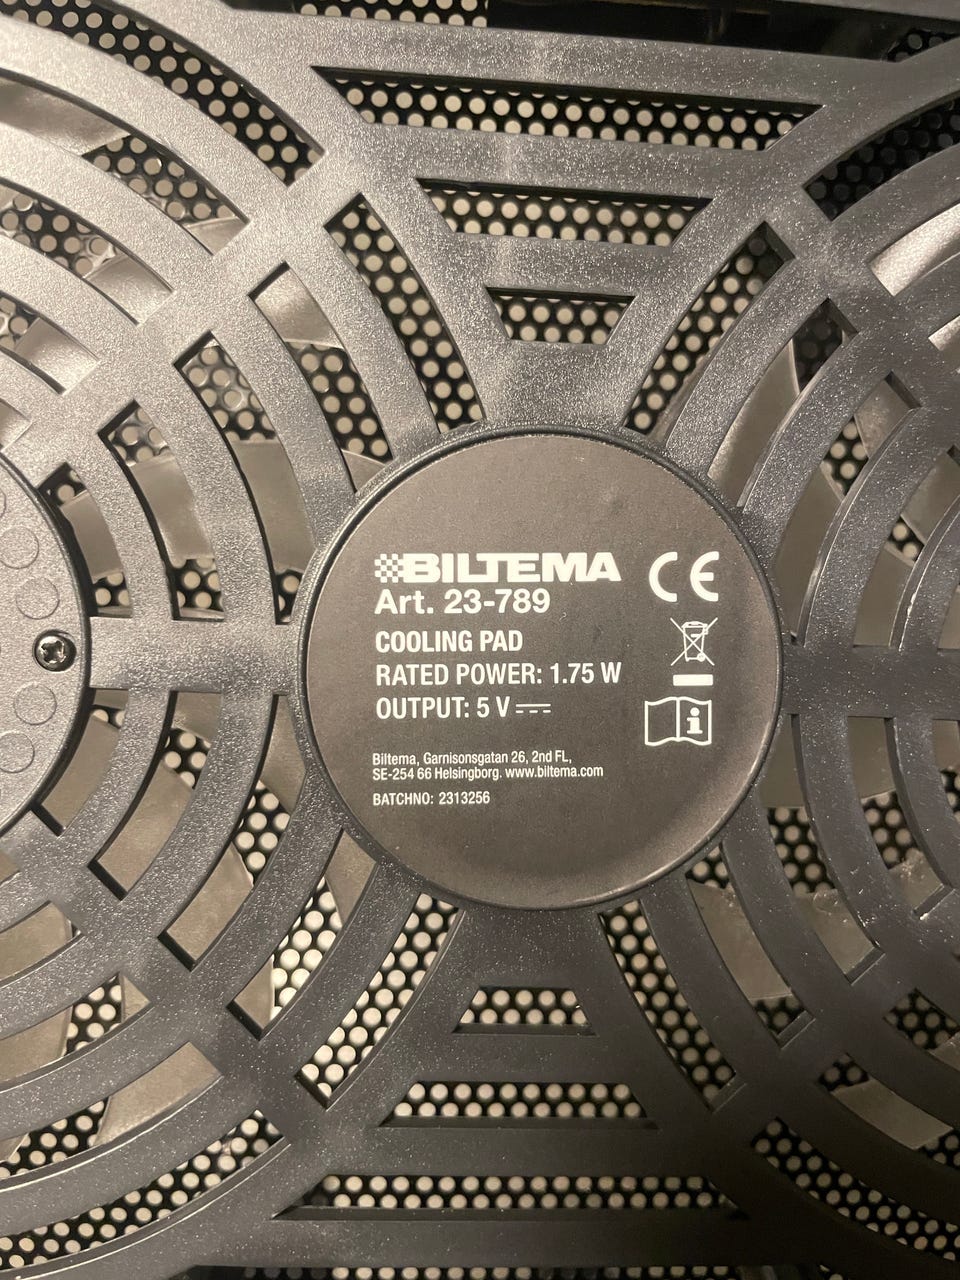 BILTEMA
CE
Art. 23-789
COOLING PAD
RATED POWER: 1.75 W
OUTPUT: 5 V
i
Biltema, Garnisonsgatan 26, 2nd FL,
SE-254 66 Helsingborg. www.biltema.com
BATCHNO: 2313256